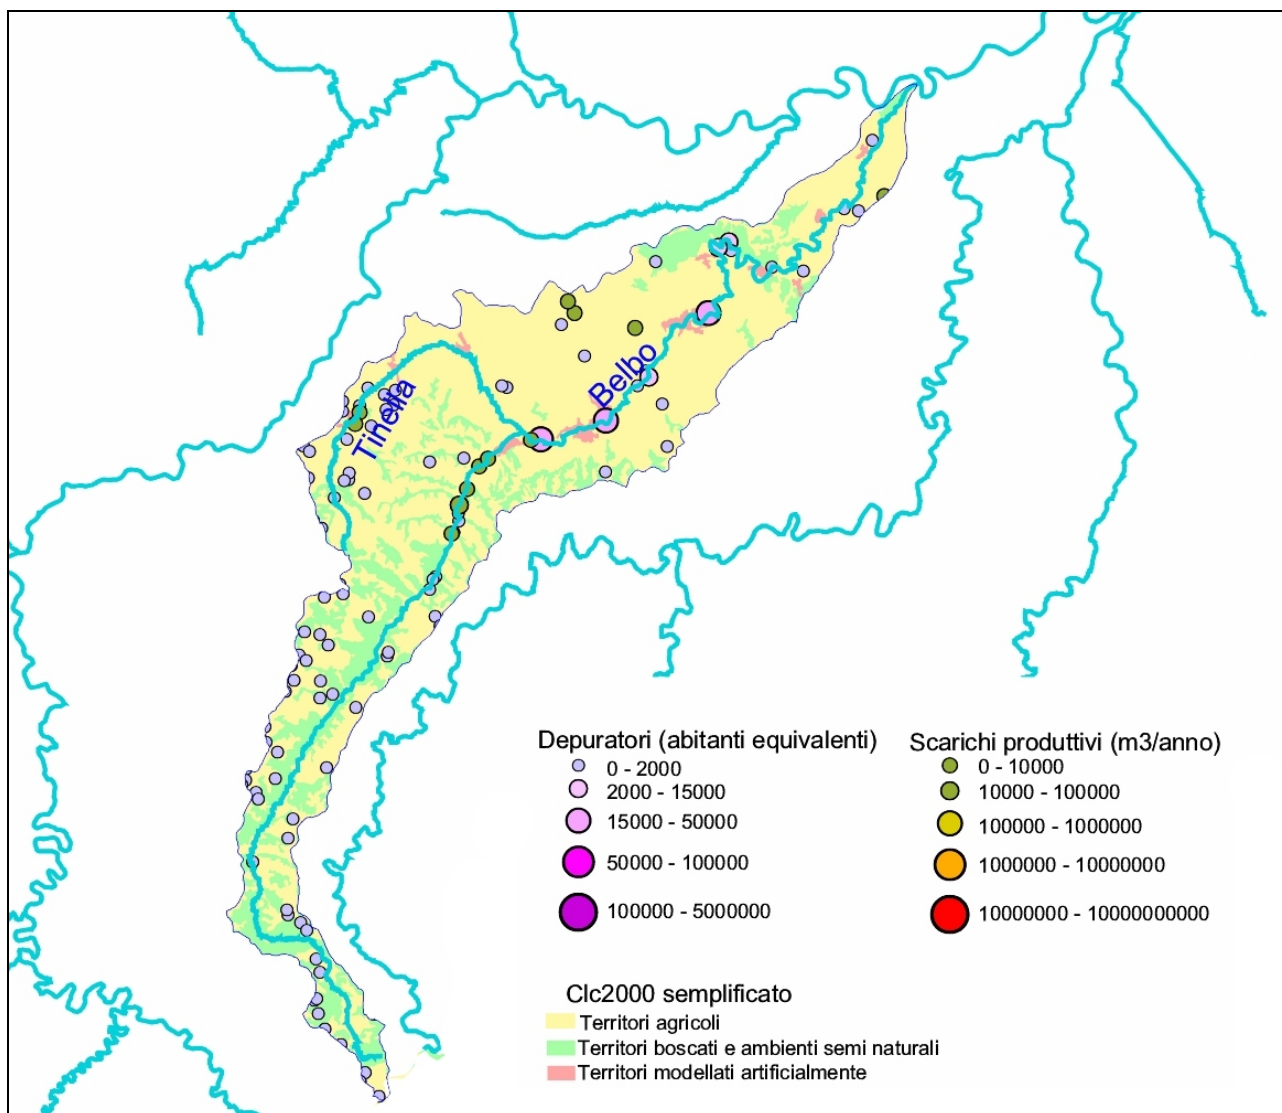 Belbo
Tinella
Depuratori (abitanti equivalenti)
0 - 2000
2000 - 15000
15000 - 50000
50000 - 100000
100000 - 5000000
Scarichi produttivi (m3/anno)
0 - 10000
10000 - 100000
100000 - 1000000
1000000 - 10000000
10000000 - 10000000000
Clc2000 semplificato
Territori agricoli
Territori boscati e ambienti semi naturali
Territori modellati artificialmente